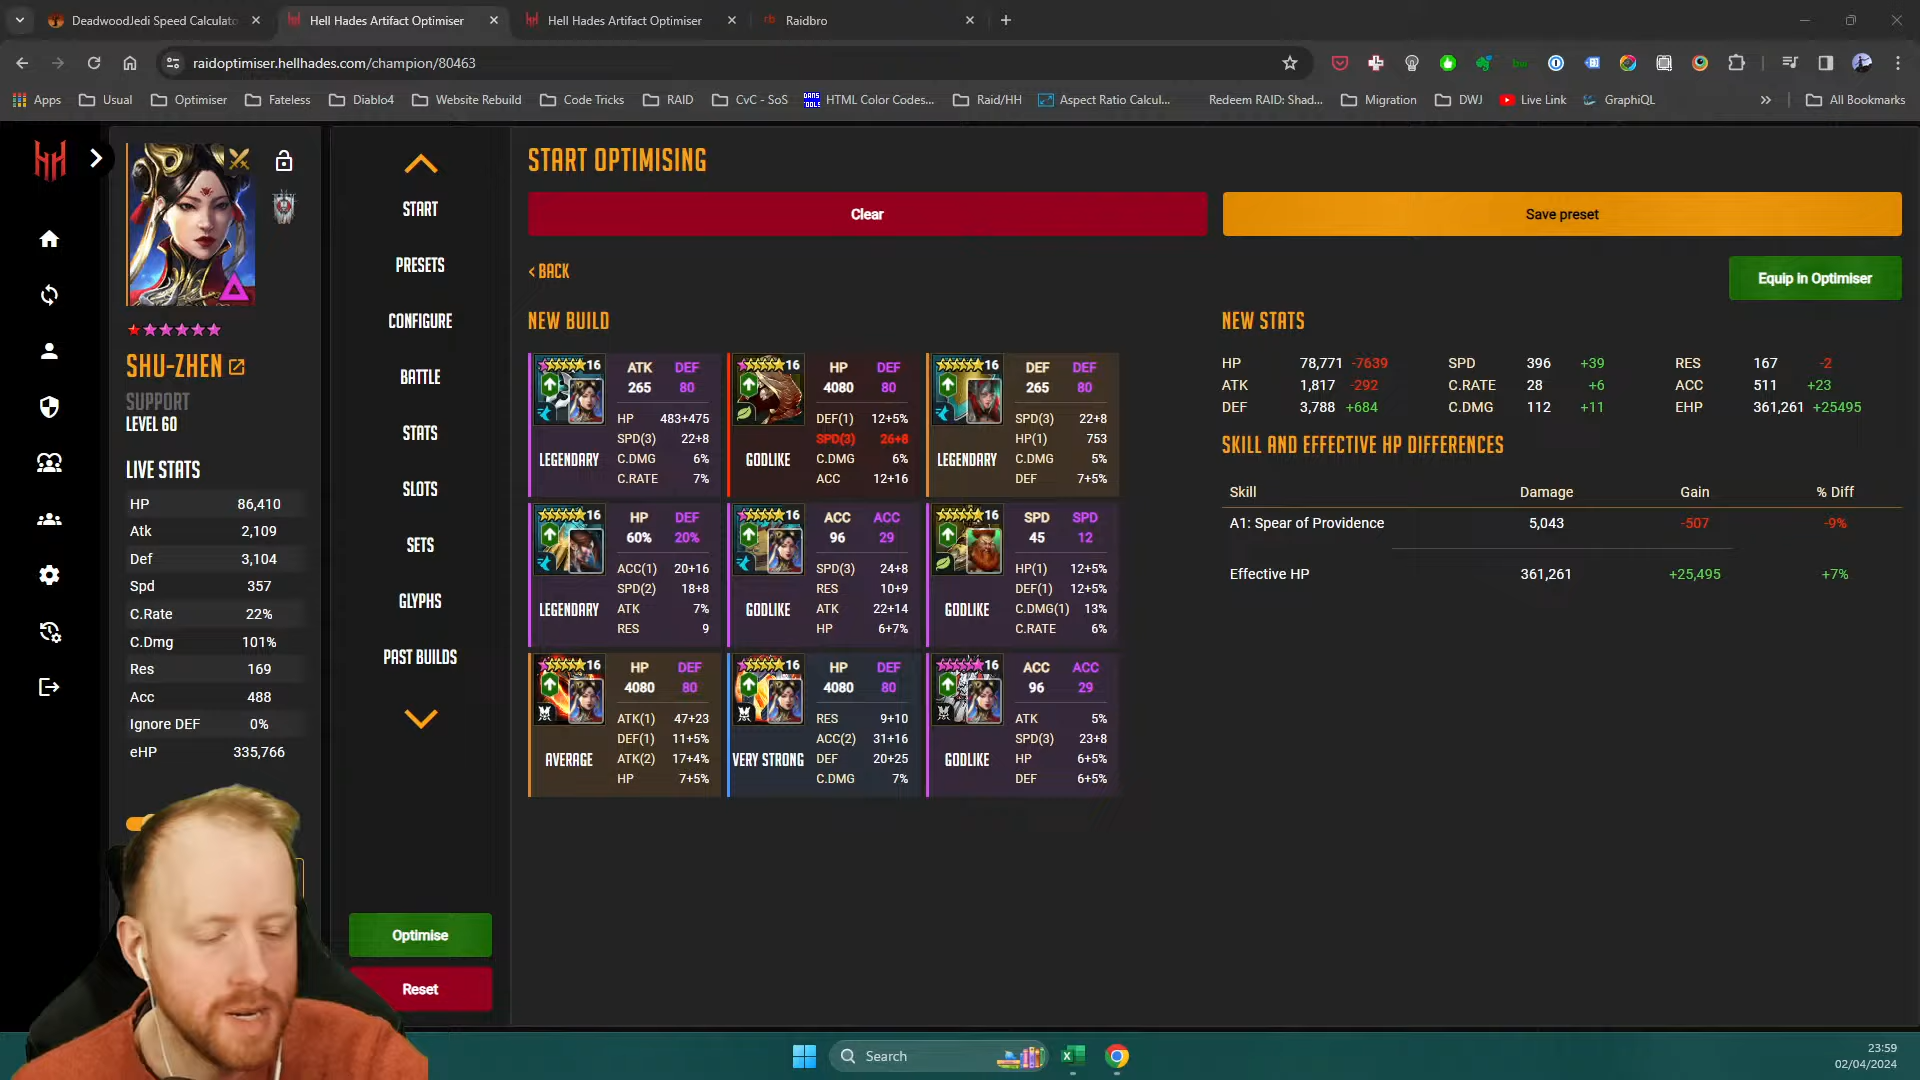 DeadwoodJedi Speed Calculato
Hell Hades Artifact Optimiser
Hell Hades Artifact Optimiser
Raidbro
raidoptimiser.hellhades.com/champion/80463
Apps
Usual
Optimiser
Fateless
Diablo4
Website Rebuild
Code Tricks
RAID
CvC - SoS
HTML Color Codes...
Raid/HH
Aspect Ratio Calcul...
Redeem RAID: Shad...
Migration
DWJ
Live Link
GraphiQL
All Bookmarks
SHU-ZHEN
SUPPORT
LEVEL 60
LIVE STATS
HP 86,410
Atk 2,109
Def 3,104
Spd 357
C.Rate 22%
C.Dmg 101%
Res 169
Acc 488
Ignore DEF 0%
eHP 335,766
START
PRESETS
CONFIGURE
BATTLE
STATS
SLOTS
SETS
GLYPHS
PAST BUILDS
Optimise
Reset
START OPTIMISING
Clear
Save preset
< BACK
Equip in Optimiser
NEW BUILD
16 ATK DEF
265 80
HP 483+475
SPD(3) 22+8
C.DMG 6%
C.RATE 7%
LEGENDARY
16 HP DEF
4080 80
DEF(1) 12+5%
SPD(3) 26+8
C.DMG 6%
ACC 12+16
GODLIKE
16 DEF DEF
265 80
SPD(3) 22+8
HP(1) 753
C.DMG 5%
DEF 7+5%
LEGENDARY
16 HP DEF
60% 20%
ACC(1) 20+16
SPD(2) 18+8
ATK 7%
RES 9
LEGENDARY
16 ACC ACC
96 29
SPD(3) 24+8
RES 10+9
ATK 22+14
HP 6+7%
GODLIKE
16 SPD SPD
45 12
HP(1) 12+5%
DEF(1) 12+5%
C.DMG(1) 13%
C.RATE 6%
GODLIKE
16 HP DEF
4080 80
ATK(1) 47+23
DEF(1) 11+5%
ATK(2) 17+4%
HP 7+5%
AVERAGE
16 HP DEF
4080 80
RES 9+10
ACC(2) 31+16
DEF 20+25
C.DMG 7%
VERY STRONG
16 ACC ACC
96 29
ATK 5%
SPD(3) 23+8
HP 6+5%
DEF 6+5%
GODLIKE
NEW STATS
HP 78,771 -7639 SPD 396 +39 RES 167 -2
ATK 1,817 -292 C.RATE 28 +6 ACC 511 +23
DEF 3,788 +684 C.DMG 112 +11 EHP 361,261 +25495
SKILL AND EFFECTIVE HP DIFFERENCES
Skill Damage Gain % Diff
A1: Spear of Providence 5,043 -507 -9%
Effective HP 361,261 +25,495 +7%
Search
23:59
02/04/2024